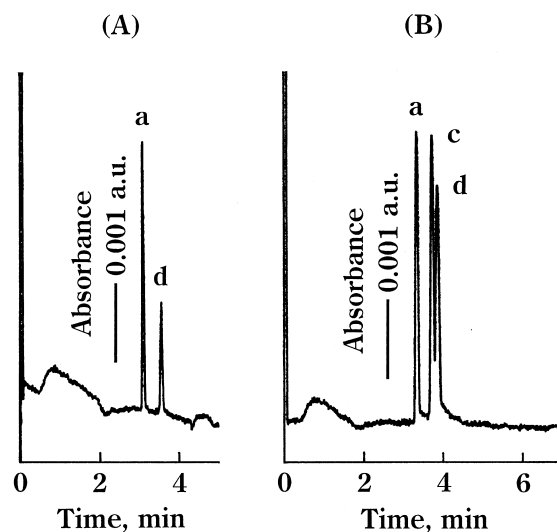 (A)
a
d
Absorbance
0.001 a.u.
0 2 4
Time, min
(B)
a
c
d
Absorbance
0.001 a.u.
0 2 4 6
Time, min